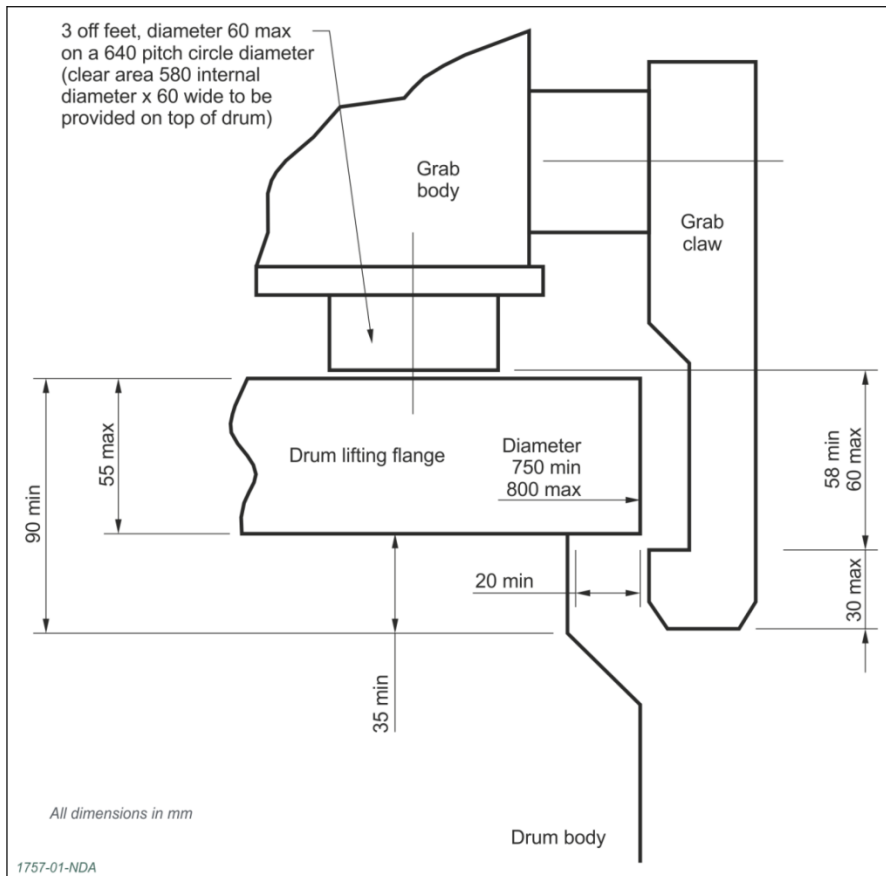 3 off feet, diameter 60 max
on a 640 pitch circle diameter
(clear area 580 internal
diameter x 60 wide to be
provided on top of drum)
Grab
body
Grab
claw
Drum lifting flange
Diameter
750 min
800 max
55 max
90 min
58 min
60 max
20 min
30 max
35 min
All dimensions in mm
Drum body
1757-01-NDA